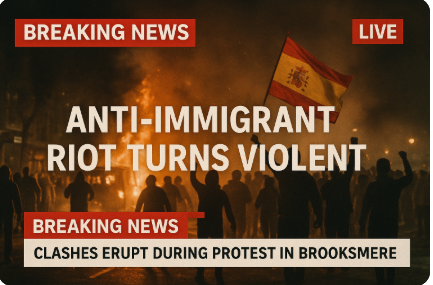 BREAKING NEWS
LIVE
ANTI-IMMIGRANT
RIOT TURNS VIOLENT
BREAKING NEWS
CLASHES ERUPT DURING PROTEST IN BROOKSMERE